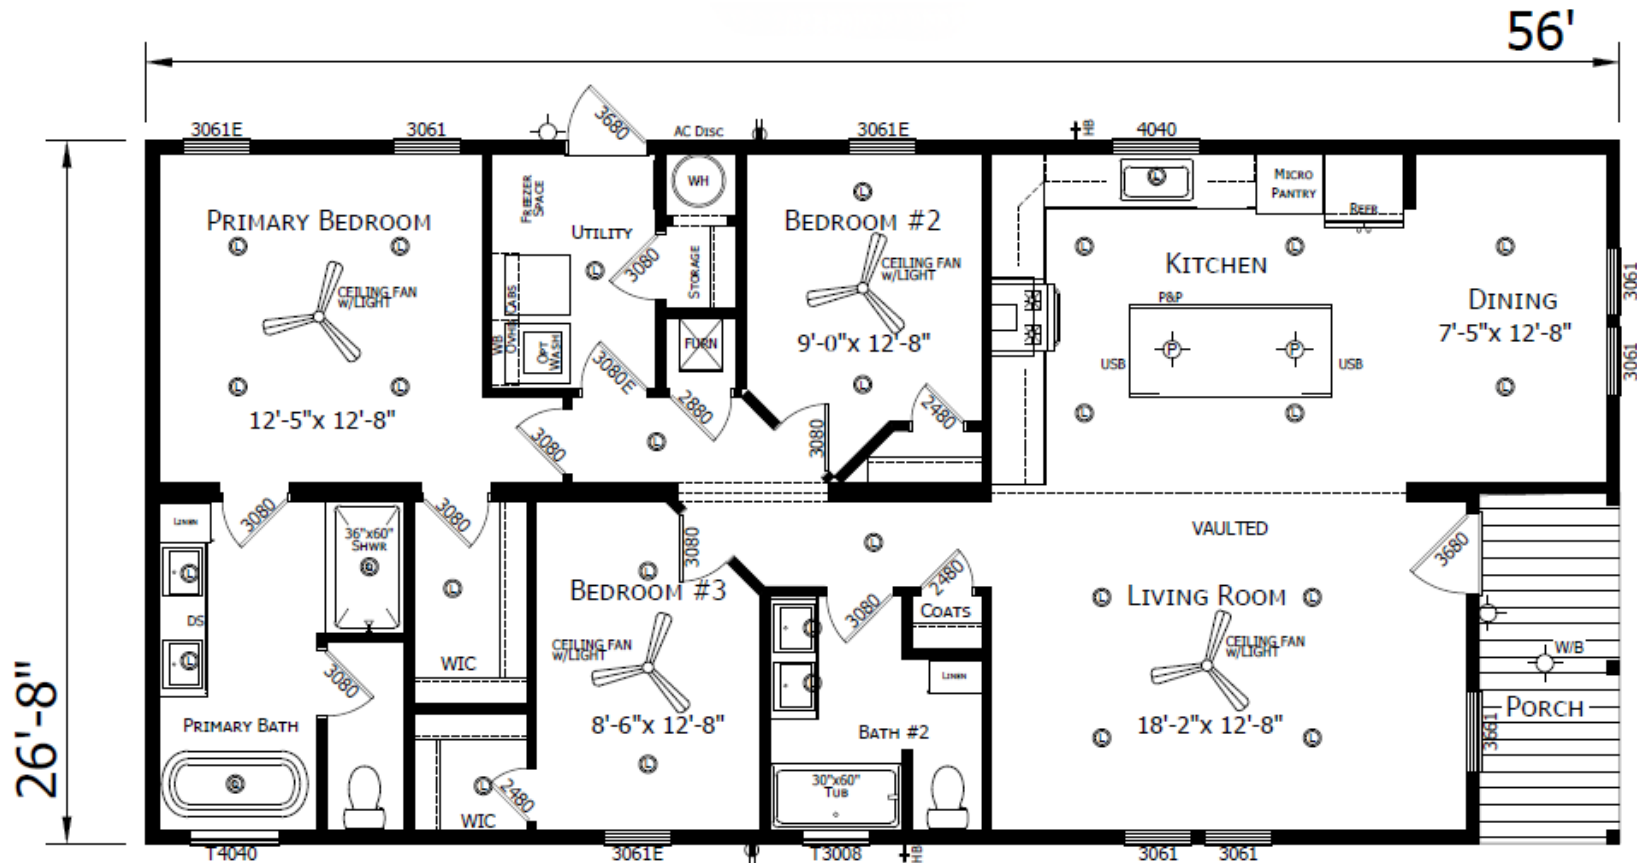 56'
26'-8"
3061E
3061
3680
AC Disc
3061E
HB
4040
Primary Bedroom
CEILING FAN
w/LIGHT
12'-5"x 12'-8"
Freezer
Space
Utility
WH
3080
Storage
Ovhd Cabs
WB
Opt
Wash
FURN
3080E
2880
3080
Bedroom #2
CEILING FAN
w/LIGHT
9'-0"x 12'-8"
3080
2480
Micro
Pantry
Refr
Kitchen
P&P
USB
P
P
USB
Dining
7'-5"x 12'-8"
3061
3061
Linen
3080
36"x60"
Shwr
3080
DS
3080
WIC
Primary Bath
WIC
2480
T4040
3080
Bedroom #3
CEILING FAN
w/LIGHT
8'-6"x 12'-8"
3061E
3080
2480
Coats
Linen
Bath #2
30"x60"
Tub
T3008
HB
VAULTED
Living Room
CEILING FAN
w/LIGHT
18'-2"x 12'-8"
3061
3061
3680
W/B
Porch
3661